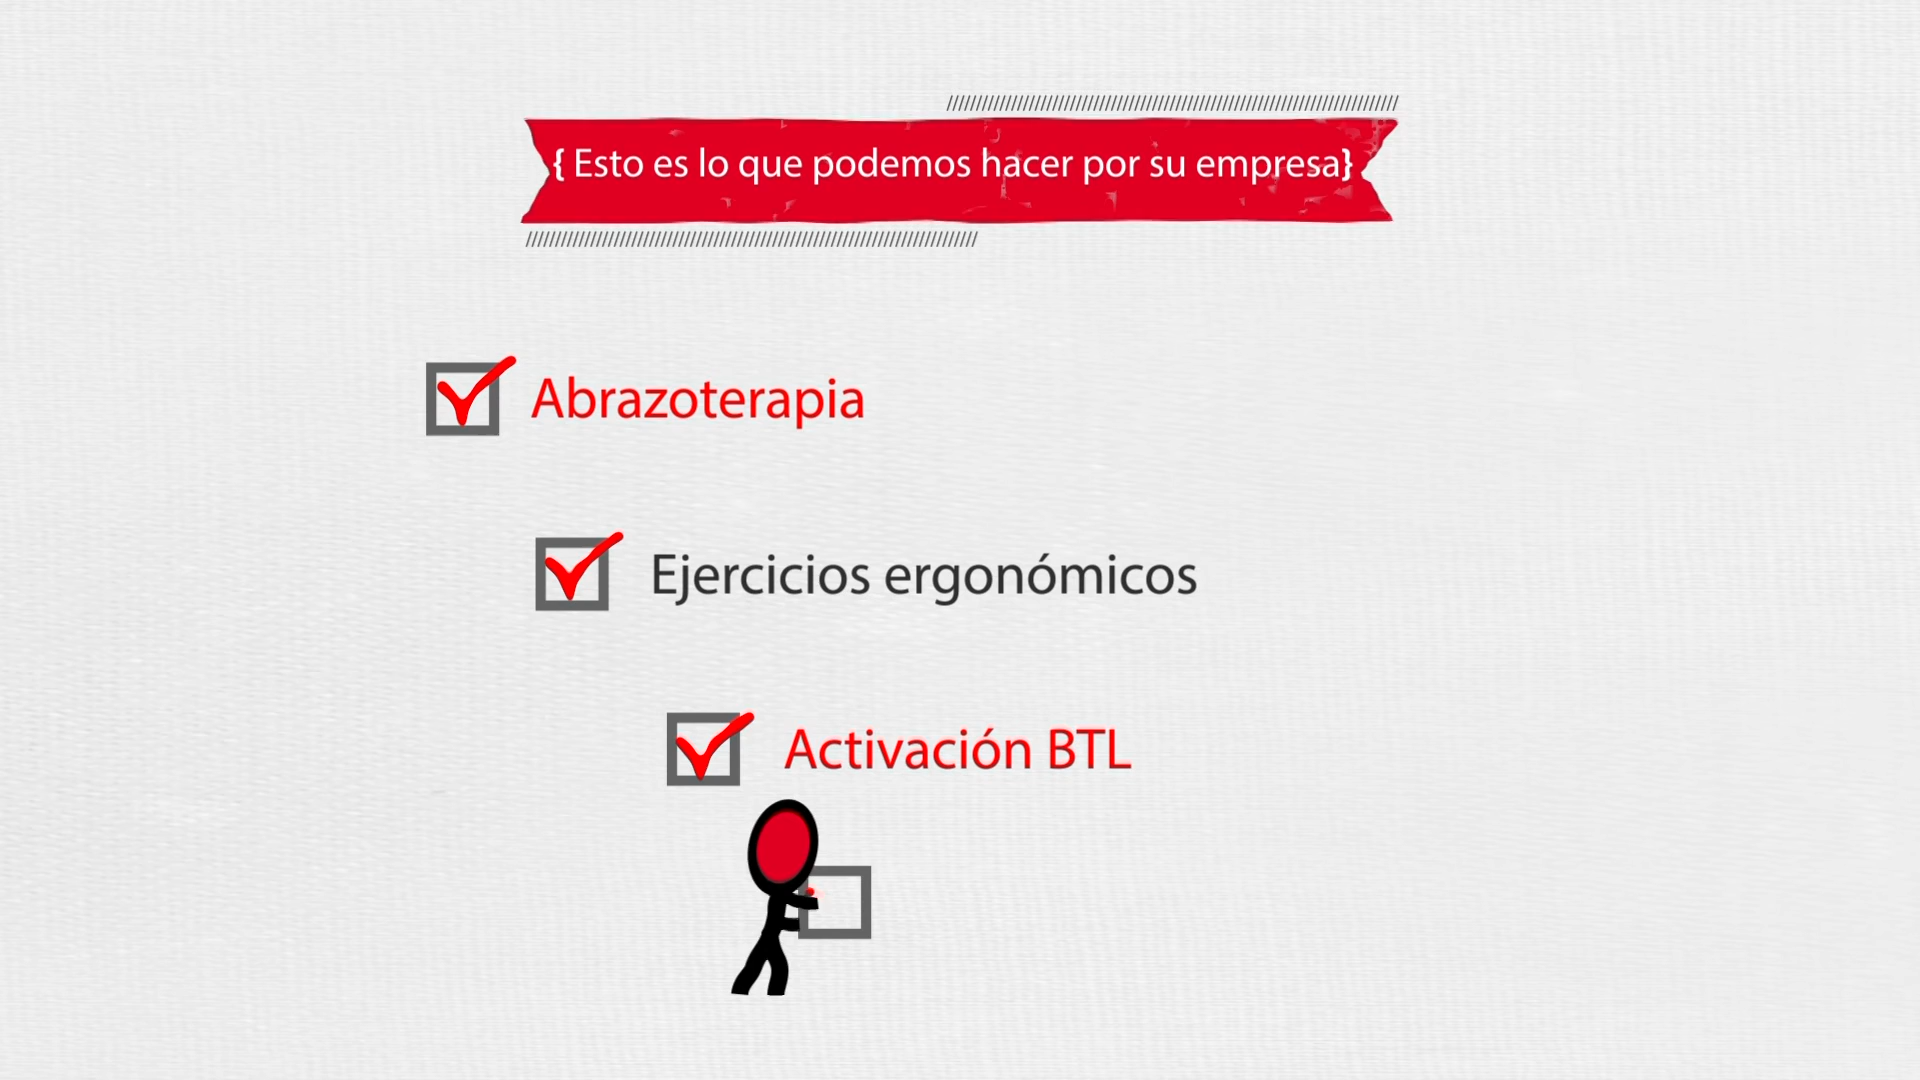 { Esto es lo que podemos hacer por su empresa}
Abrazoterapia
Ejercicios ergonómicos
Activación BTL